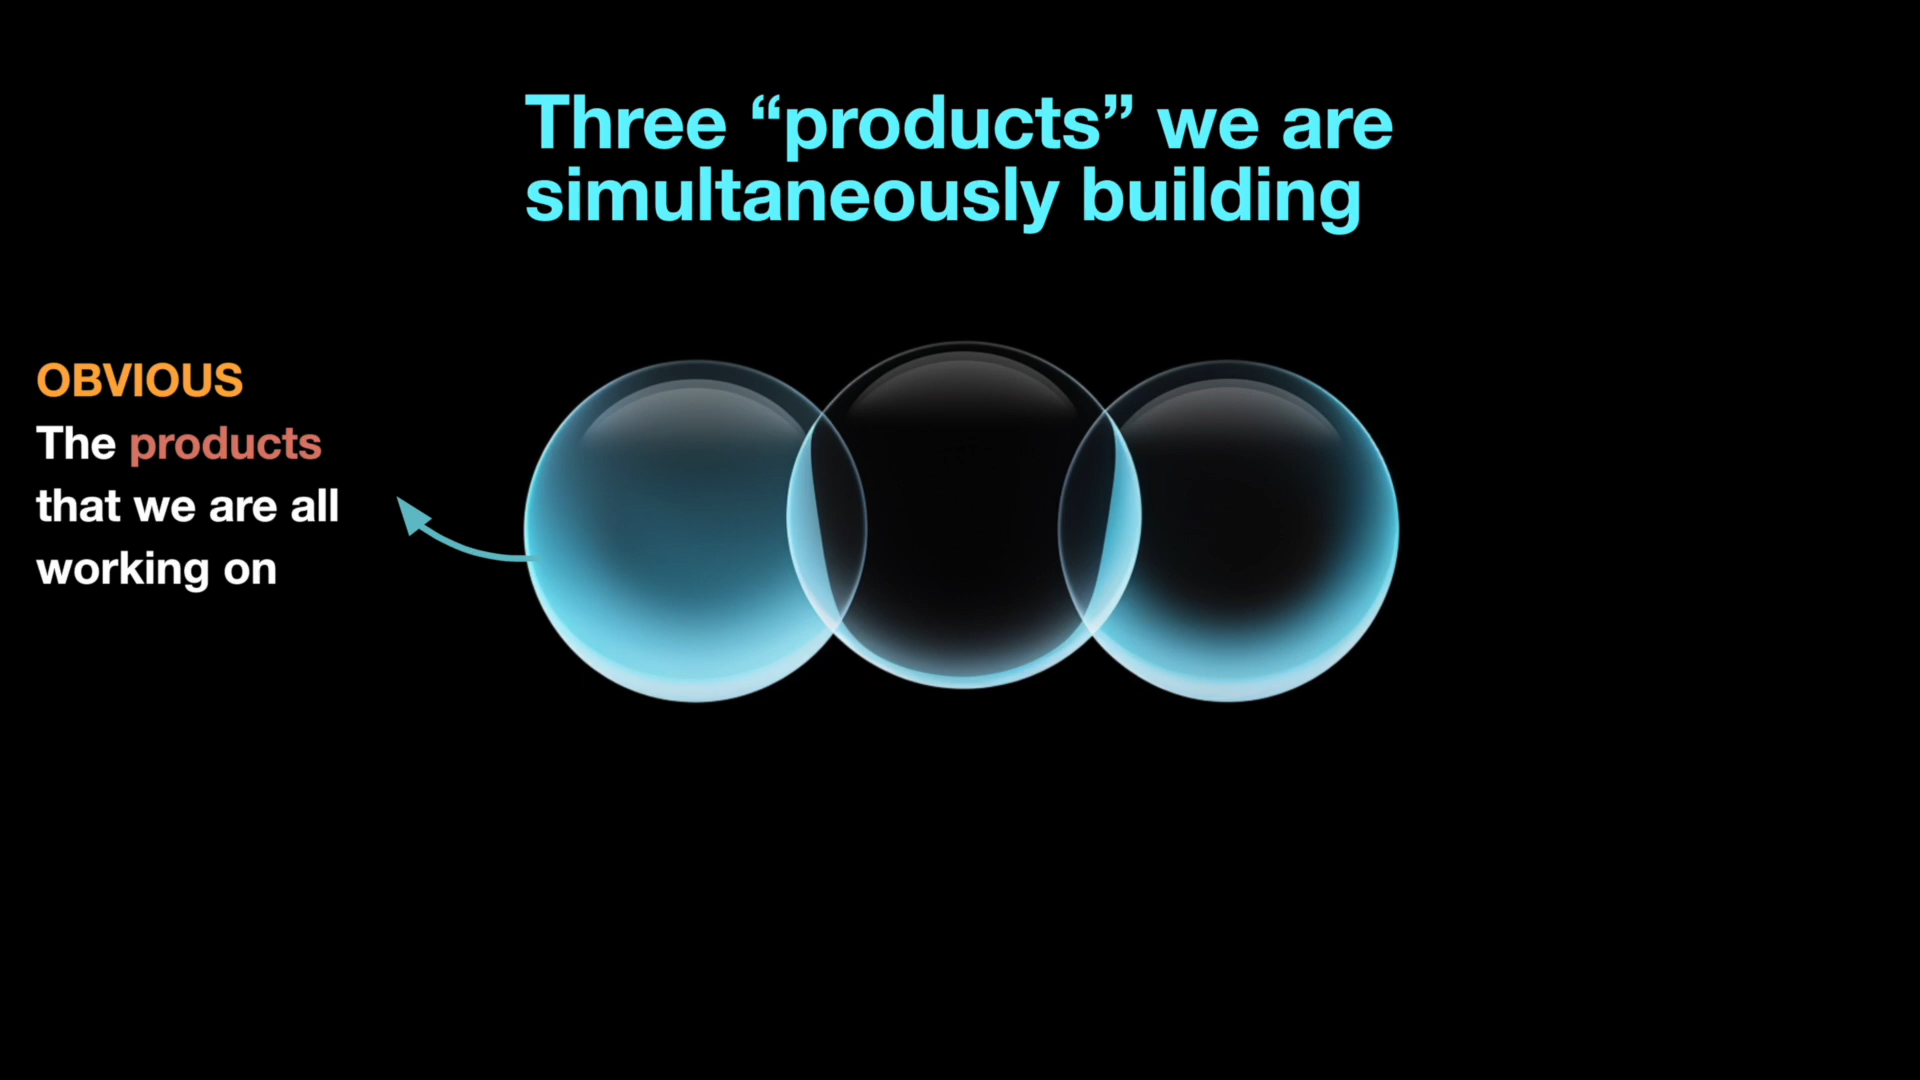 Three “products” we are
simultaneously building
OBVIOUS
The products
that we are all
working on